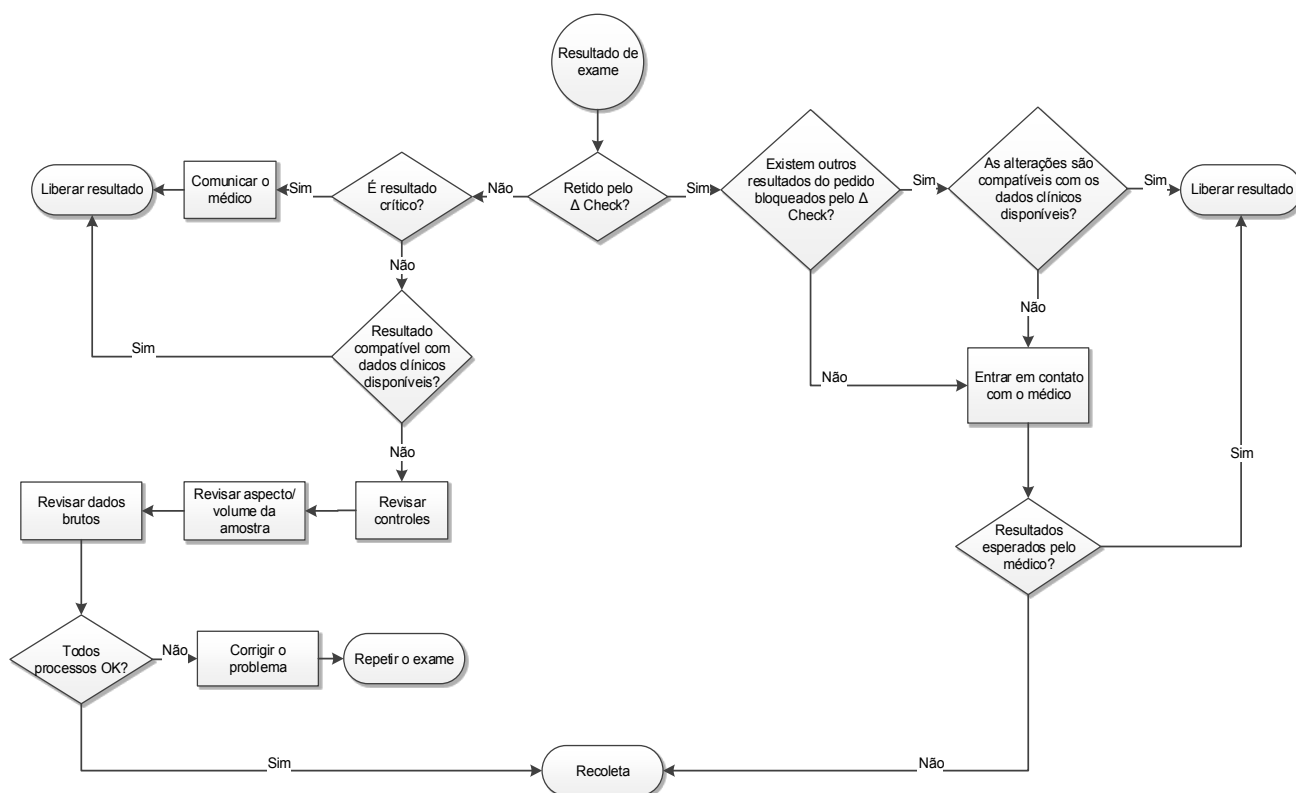 Resultado de
exame
Liberar resultado
Comunicar o
médico
Sim
É resultado
crítico?
Não
Retido pelo
Δ Check?
Sim
Existem outros
resultados do pedido
bloqueados pelo Δ
Check?
Sim
As alterações são
compatíveis com os
dados clínicos
disponíveis?
Sim
Liberar resultado
Não
Não
Sim
Resultado
compatível com
dados clínicos
disponíveis?
Não
Entrar em contato
com o médico
Não
Sim
Revisar dados
brutos
Revisar aspecto/
volume da
amostra
Revisar
controles
Resultados
esperados pelo
médico?
Todos
processos OK?
Não
Corrigir o
problema
Repetir o exame
Sim
Recoleta
Não